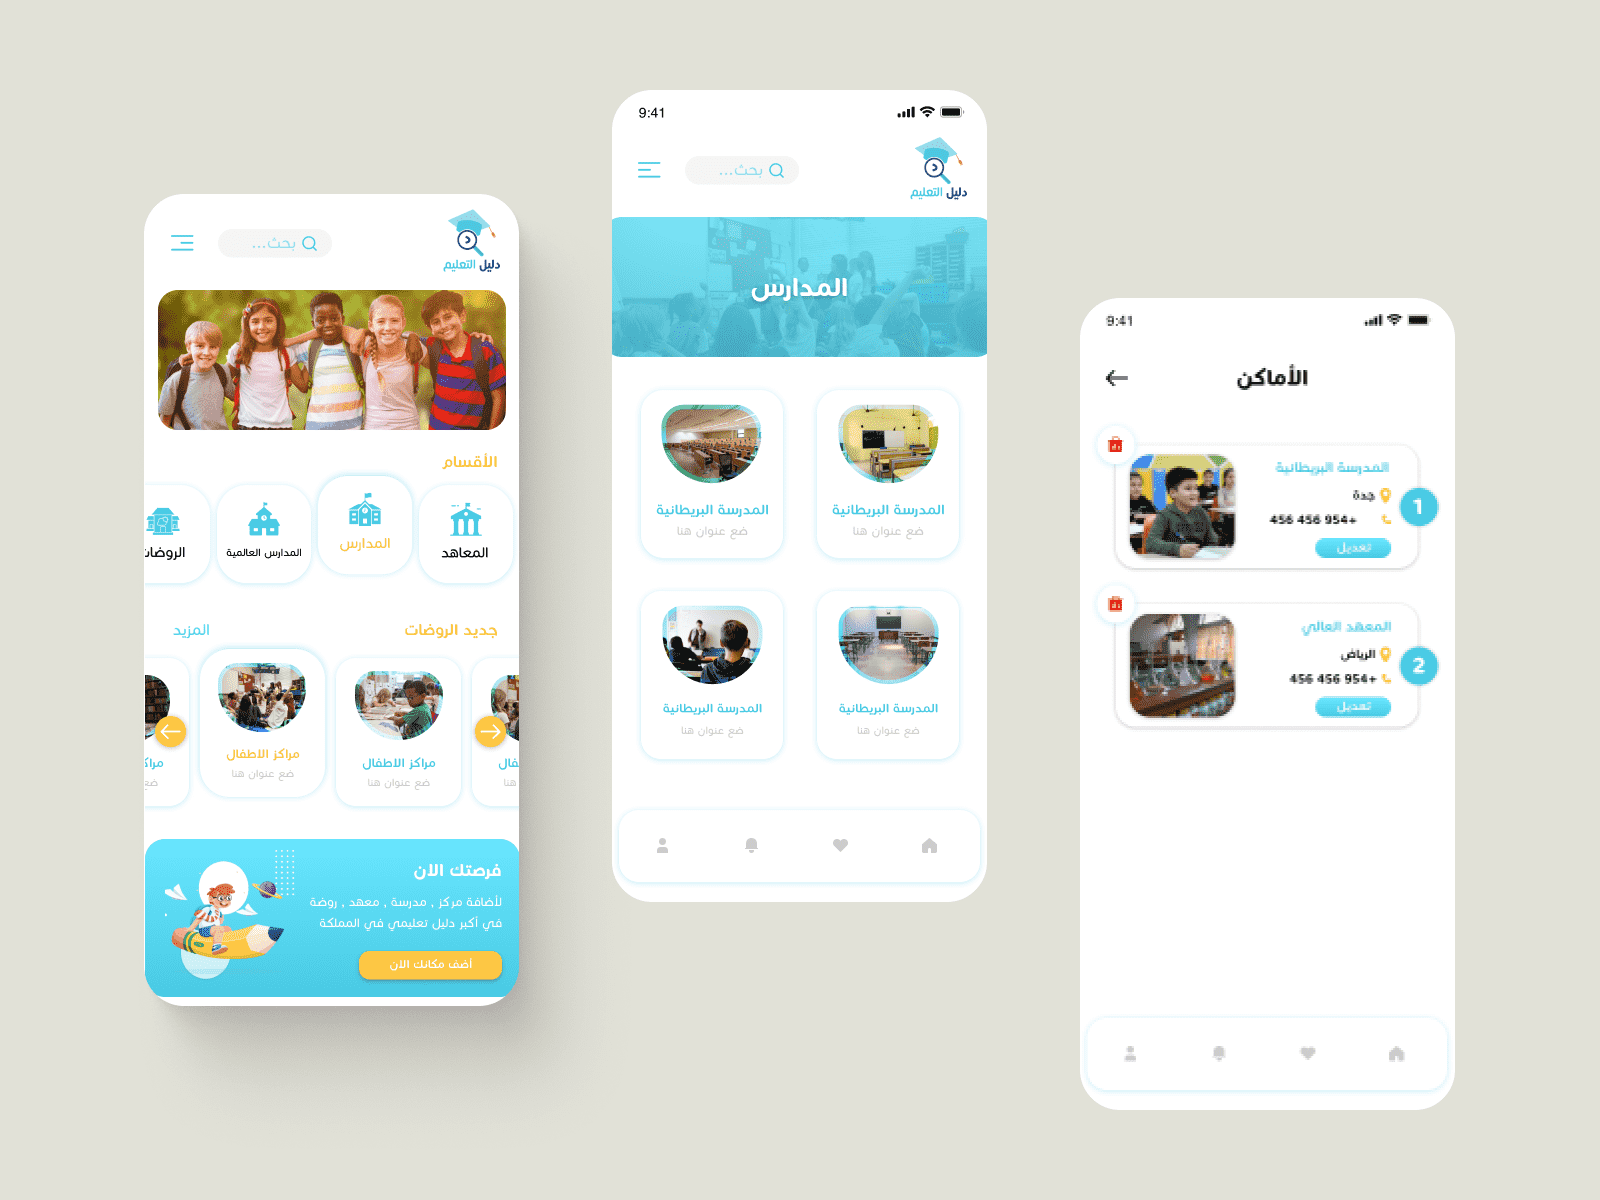 بحث...
دليل التعليم
الأقسام
المعاهد
المدارس
المدارس العالمية
الروضات
جديد الروضات
المزيد
مراكز الاطفال
ضع عنوان هنا
مراكز الاطفال
ضع عنوان هنا
فرصتك الان
لأضافة مركز , مدرسة , معهد , روضة
في أكبر دليل تعليمي في المملكة
أضف مكانك الآن
9:41
بحث...
دليل التعليم
المدارس
المدرسة البريطانية
ضع عنوان هنا
المدرسة البريطانية
ضع عنوان هنا
المدرسة البريطانية
ضع عنوان هنا
المدرسة البريطانية
ضع عنوان هنا
9:41
الأماكن
1
المدرسة البريطانية
جدة
456 456 954+
تعديل
2
المعهد العالي
الرياض
456 456 954+
تعديل